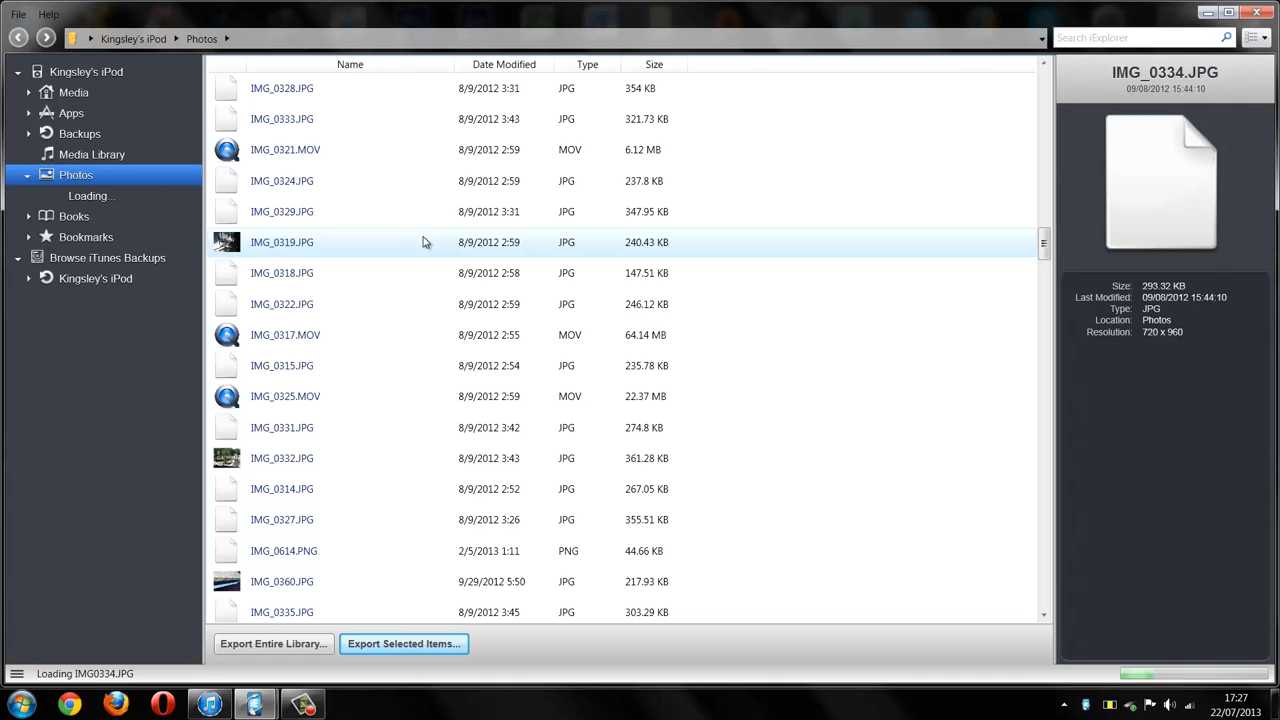 File Help
Kingsley's iPod Photos
Search iExplorer
Kingsley's iPod
Media
Apps
Backups
Media Library
Photos
Loading...
Books
Bookmarks
Browse iTunes Backups
Kingsley's iPod
Name Date Modified Type Size
IMG_0328.JPG 8/9/2012 3:31 JPG 354 KB
IMG_0333.JPG 8/9/2012 3:43 JPG 321.73 KB
IMG_0321.MOV 8/9/2012 2:59 MOV 6.12 MB
IMG_0324.JPG 8/9/2012 2:59 JPG 237.8 KB
IMG_0329.JPG 8/9/2012 3:31 JPG 347.95 KB
IMG_0319.JPG 8/9/2012 2:59 JPG 240.43 KB
IMG_0318.JPG 8/9/2012 2:58 JPG 147.51 KB
IMG_0322.JPG 8/9/2012 2:59 JPG 246.12 KB
IMG_0317.MOV 8/9/2012 2:55 MOV 64.14 MB
IMG_0315.JPG 8/9/2012 2:54 JPG 235.78 KB
IMG_0325.MOV 8/9/2012 2:59 MOV 22.37 MB
IMG_0331.JPG 8/9/2012 3:42 JPG 274.8 KB
IMG_0332.JPG 8/9/2012 3:43 JPG 361.28 KB
IMG_0314.JPG 8/9/2012 2:52 JPG 267.05 KB
IMG_0327.JPG 8/9/2012 3:26 JPG 355.51 KB
IMG_0614.PNG 2/5/2013 1:11 PNG 44.66 KB
IMG_0360.JPG 9/29/2012 5:50 JPG 217.98 KB
IMG_0335.JPG 8/9/2012 3:45 JPG 303.29 KB
Export Entire Library... Export Selected Items...
IMG_0334.JPG
09/08/2012 15:44:10
Size: 293.32 KB
Last Modified: 09/08/2012 15:44:10
Type: JPG
Location: Photos
Resolution: 720 x 960
Loading IMG0334.JPG
17:27
22/07/2013